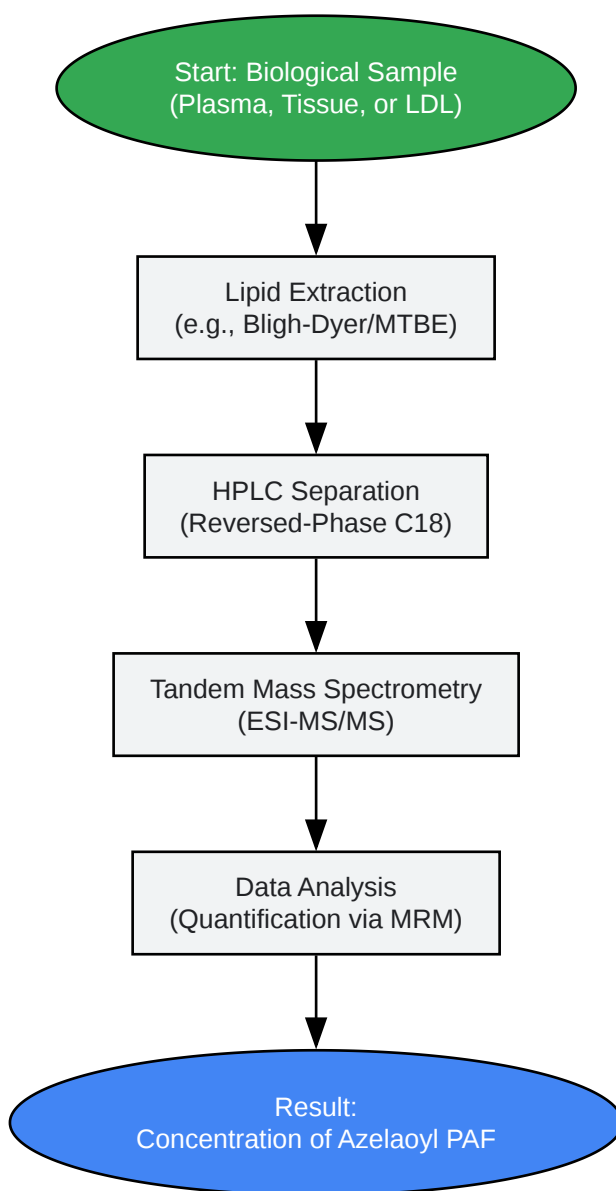 Start: Biological Sample
(Plasma, Tissue, or LDL)
Lipid Extraction
(e.g., Bligh-Dyer/MTBE)
HPLC Separation
(Reversed-Phase C18)
Tandem Mass Spectrometry
(ESI-MS/MS)
Data Analysis
(Quantification via MRM)
Result:
Concentration of Azelaoyl PAF